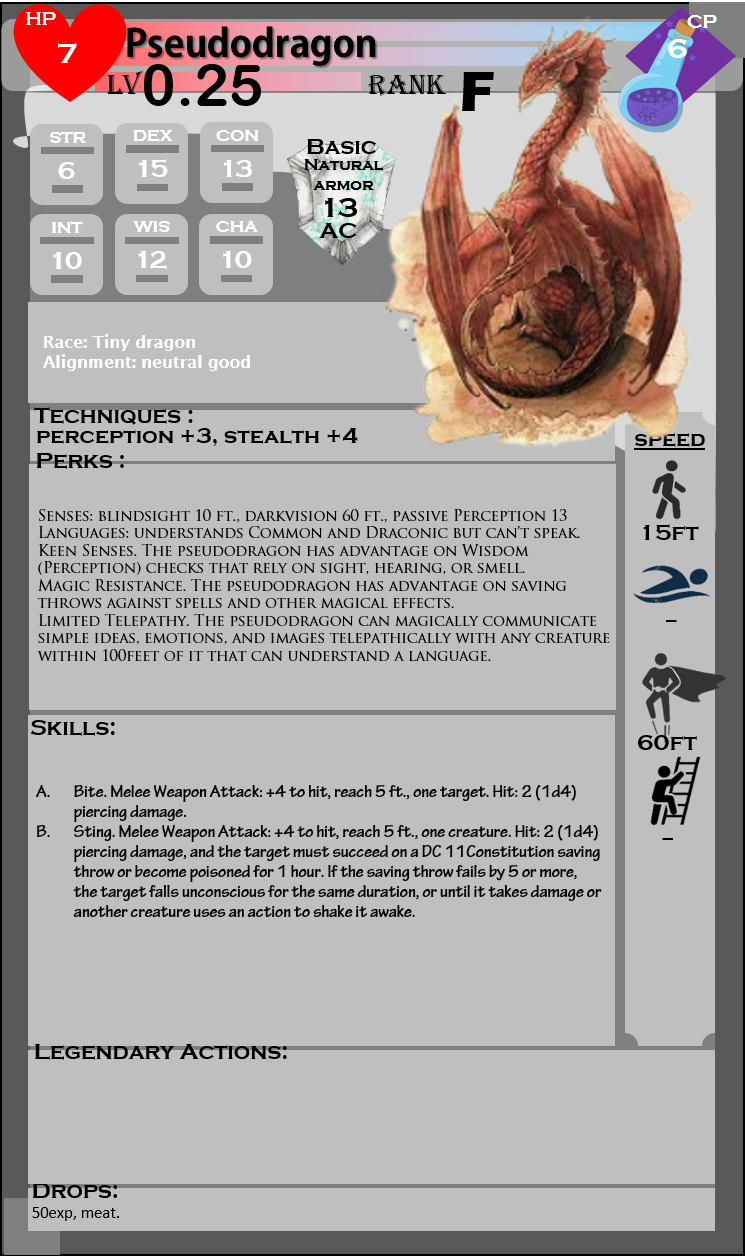 HP
7
Pseudodragon
CP
6
LV 0.25
RANK F
STR
6
DEX
15
CON
13
INT
10
WIS
12
CHA
10
Basic
Natural
armor
13
AC
Race: Tiny dragon
Alignment: neutral good
Techniques :
perception +3, stealth +4
Perks :
Senses: blindsight 10 ft., darkvision 60 ft., passive Perception 13
Languages: understands Common and Draconic but can't speak.
Keen Senses. The pseudodragon has advantage on Wisdom
(Perception) checks that rely on sight, hearing, or smell.
Magic Resistance. The pseudodragon has advantage on saving
throws against spells and other magical effects.
Limited Telepathy. The pseudodragon can magically communicate
simple ideas, emotions, and images telepathically with any creature
within 100feet of it that can understand a language.
SPEED
15FT
–
60FT
–
Skills:
A. Bite. Melee Weapon Attack: +4 to hit, reach 5 ft., one target. Hit: 2 (1d4)
piercing damage.
B. Sting. Melee Weapon Attack: +4 to hit, reach 5 ft., one creature. Hit: 2 (1d4)
piercing damage, and the target must succeed on a DC 11Constitution saving
throw or become poisoned for 1 hour. If the saving throw fails by 5 or more,
the target falls unconscious for the same duration, or until it takes damage or
another creature uses an action to shake it awake.
Legendary Actions:
Drops:
50exp, meat.